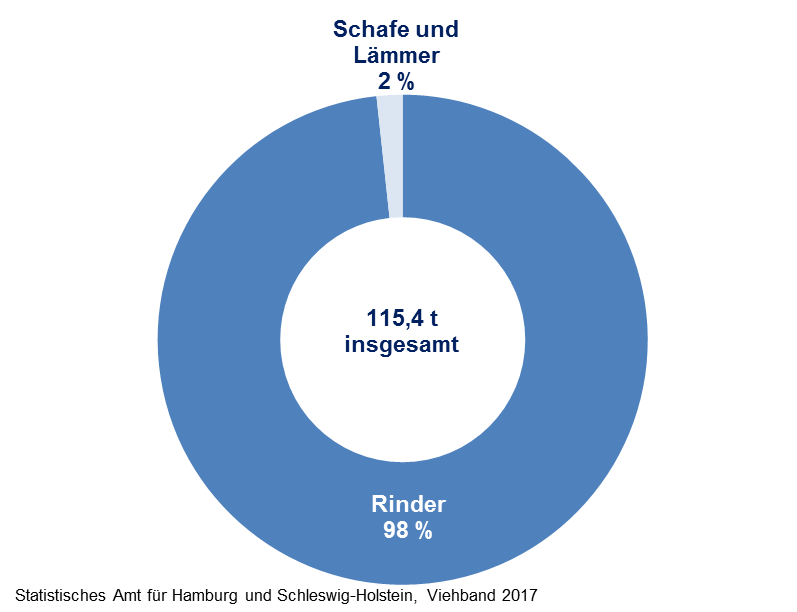 Schafe und
Lämmer
2 %
115,4 t
insgesamt
Rinder
98 %
Statistisches Amt für Hamburg und Schleswig-Holstein, Viehband 2017